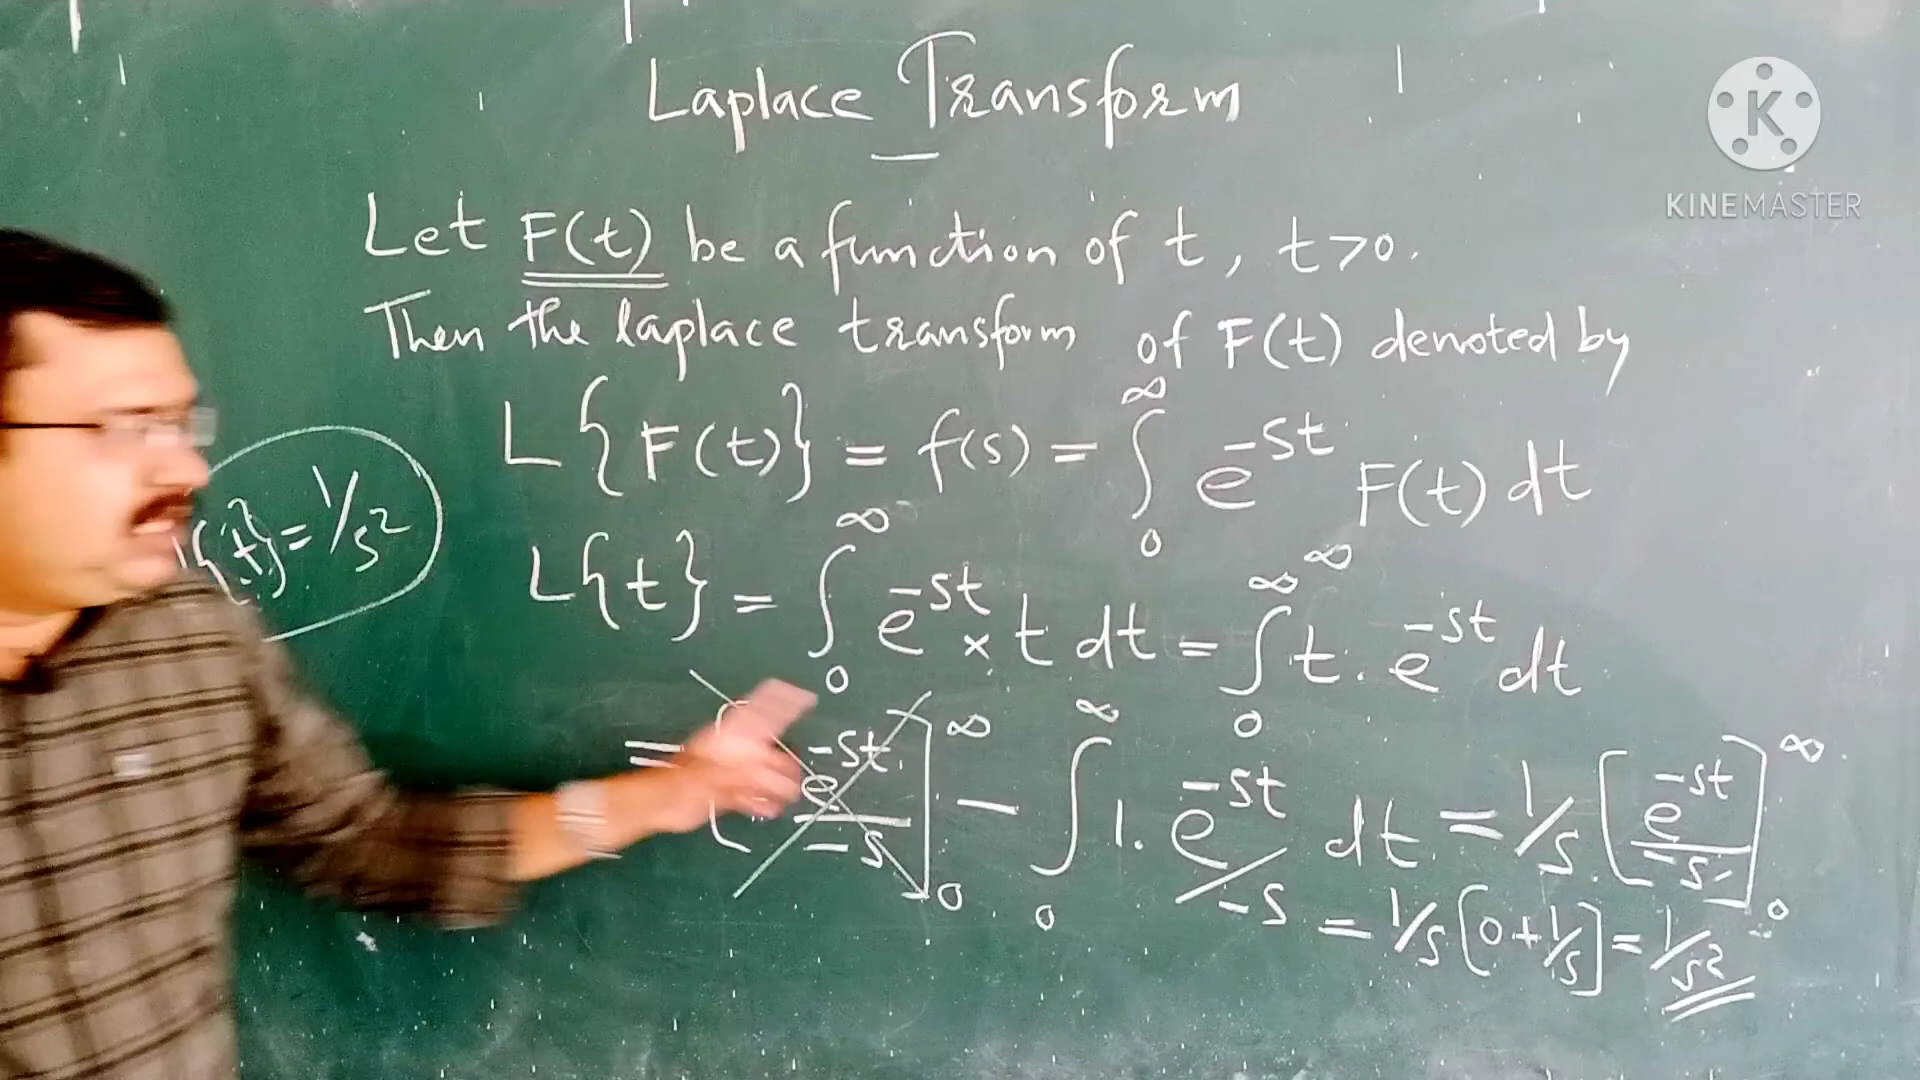 Laplace Transform
K
KINEMASTER
Let F(t) be a function of t, t>0.
Then the laplace transform of F(t) denoted by
L{F(t)} = f(s) = ∫₀^∞ e^-st F(t) dt
{t} = 1/s²
L{t} = ∫₀^∞ e^-st × t dt = ∫₀^∞ ∞ t. e^-st dt
= [ e^-st/-s ]₀^∞ - ∫₀^∞ 1. e^-st/-s dt = 1/s [e^-st/-s]₀^∞
= 1/s [0+1/s] = 1/s²